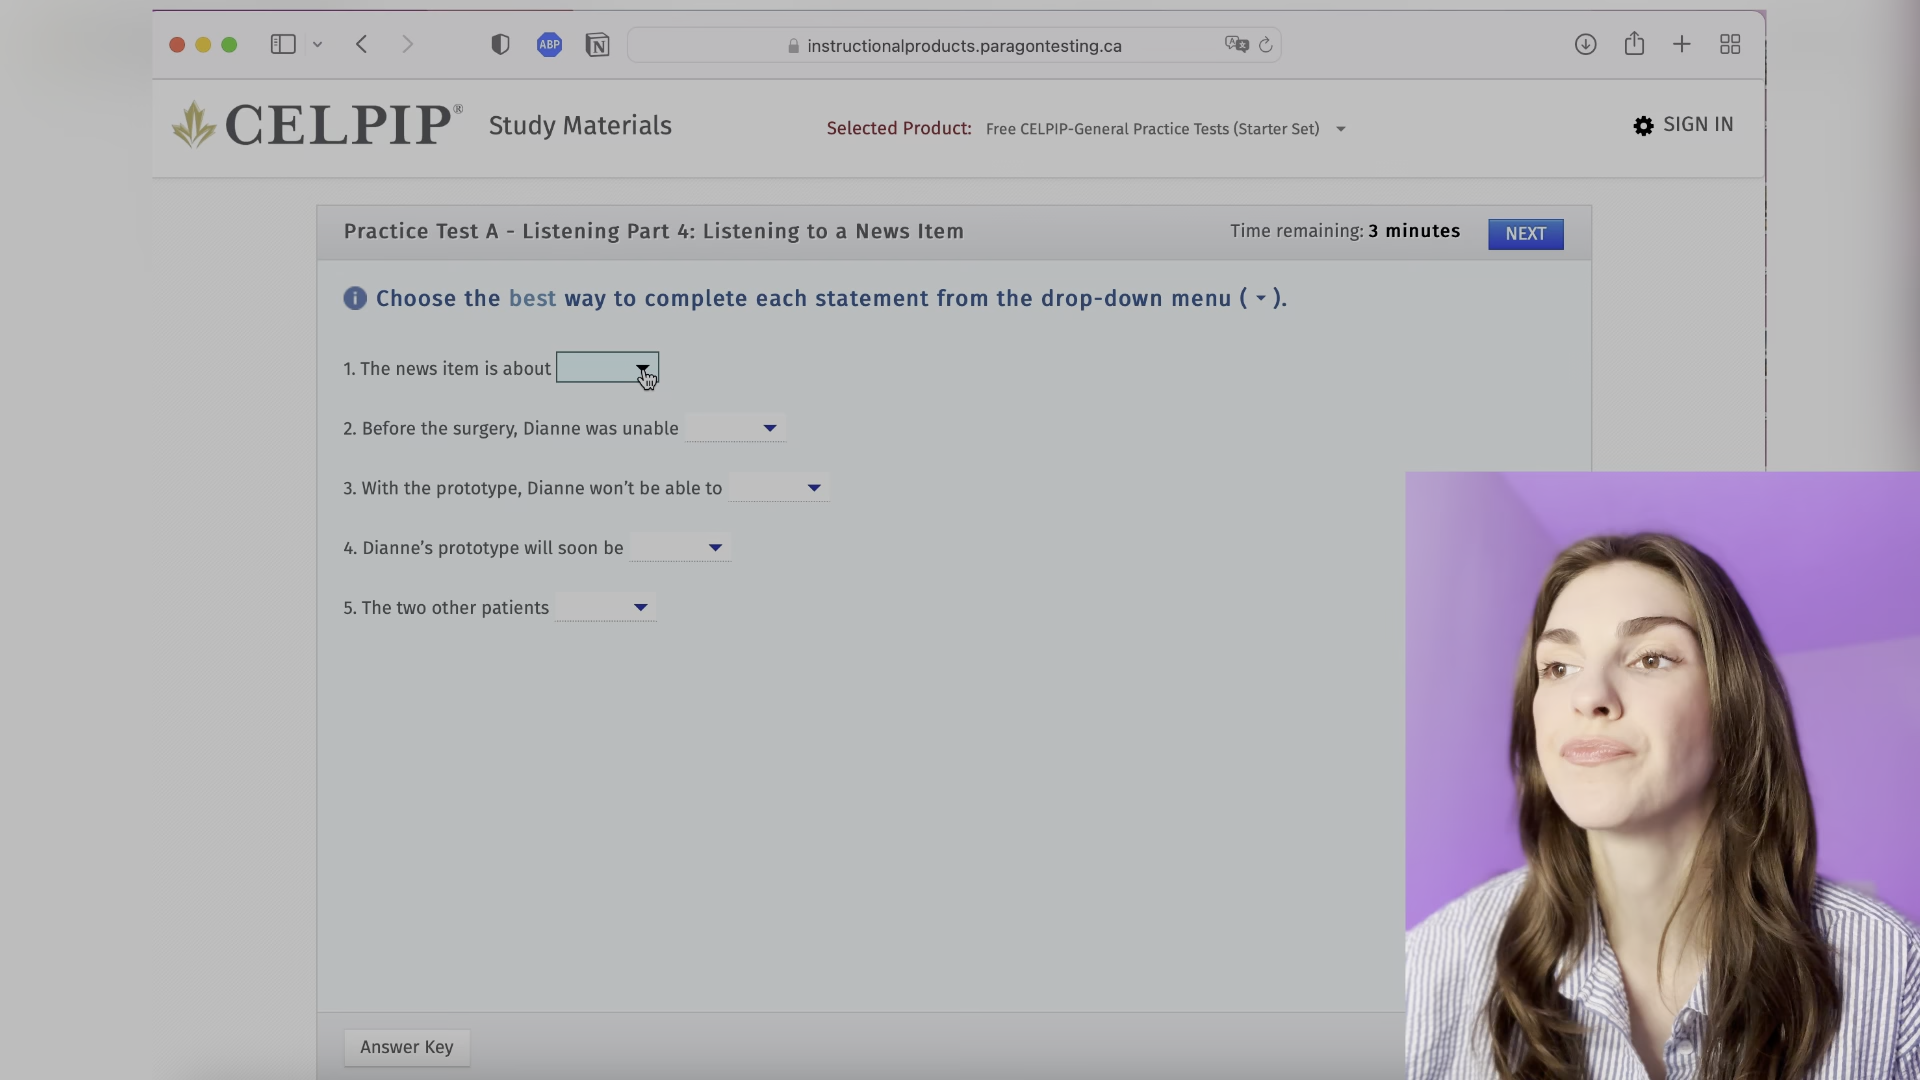 ABP
N
instructionalproducts.paragontesting.ca
CELPIP®
Study Materials
Selected Product: Free CELPIP-General Practice Tests (Starter Set)
SIGN IN
Practice Test A - Listening Part 4: Listening to a News Item
Time remaining: 3 minutes
NEXT
Choose the best way to complete each statement from the drop-down menu ( ).
1. The news item is about
2. Before the surgery, Dianne was unable
3. With the prototype, Dianne won't be able to
4. Dianne's prototype will soon be
5. The two other patients
Answer Key